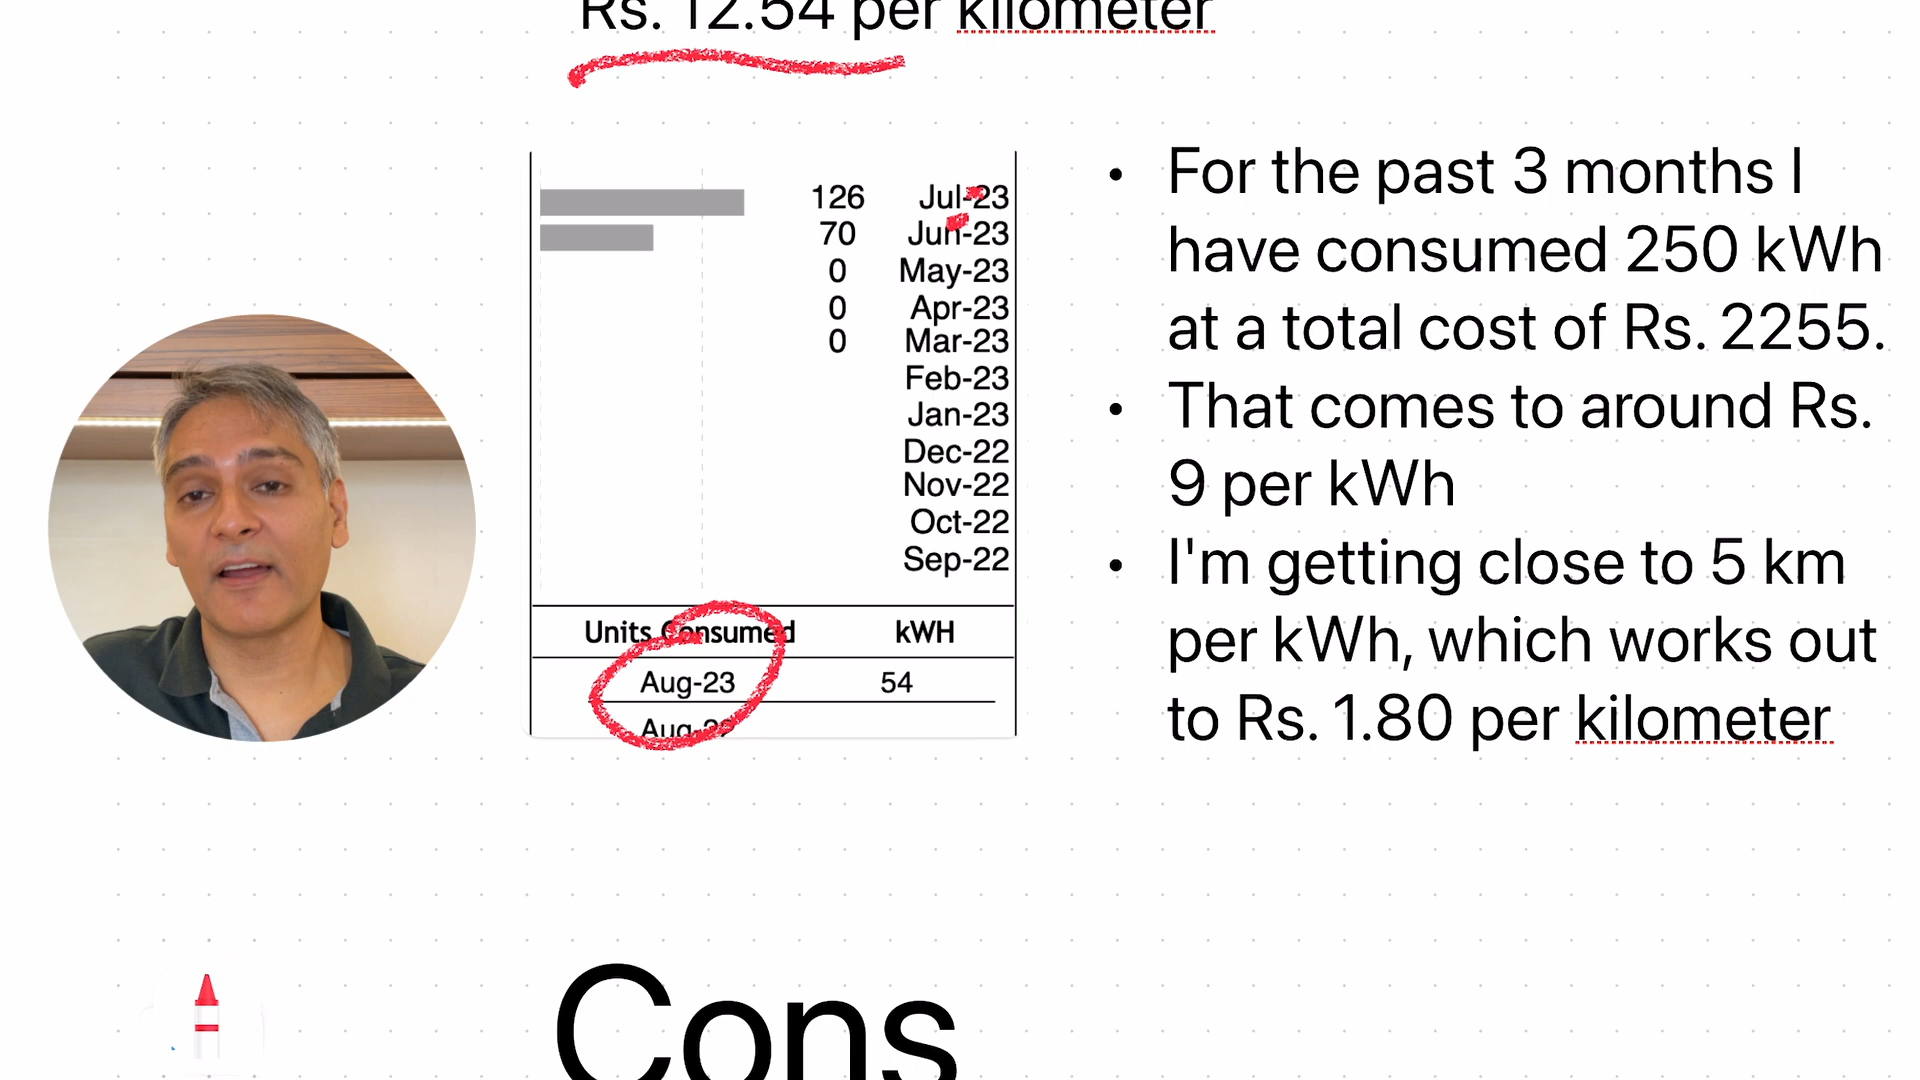 Rs. 12.54 per kilometer
126 Jul-23
70 Jun-23
0 May-23
0 Apr-23
0 Mar-23
Feb-23
Jan-23
Dec-22
Nov-22
Oct-22
Sep-22
Units Consumed kWH
Aug-23 54
Aug-22
• For the past 3 months I
have consumed 250 kWh
at a total cost of Rs. 2255.
• That comes to around Rs.
9 per kWh
• I'm getting close to 5 km
per kWh, which works out
to Rs. 1.80 per kilometer
Cons